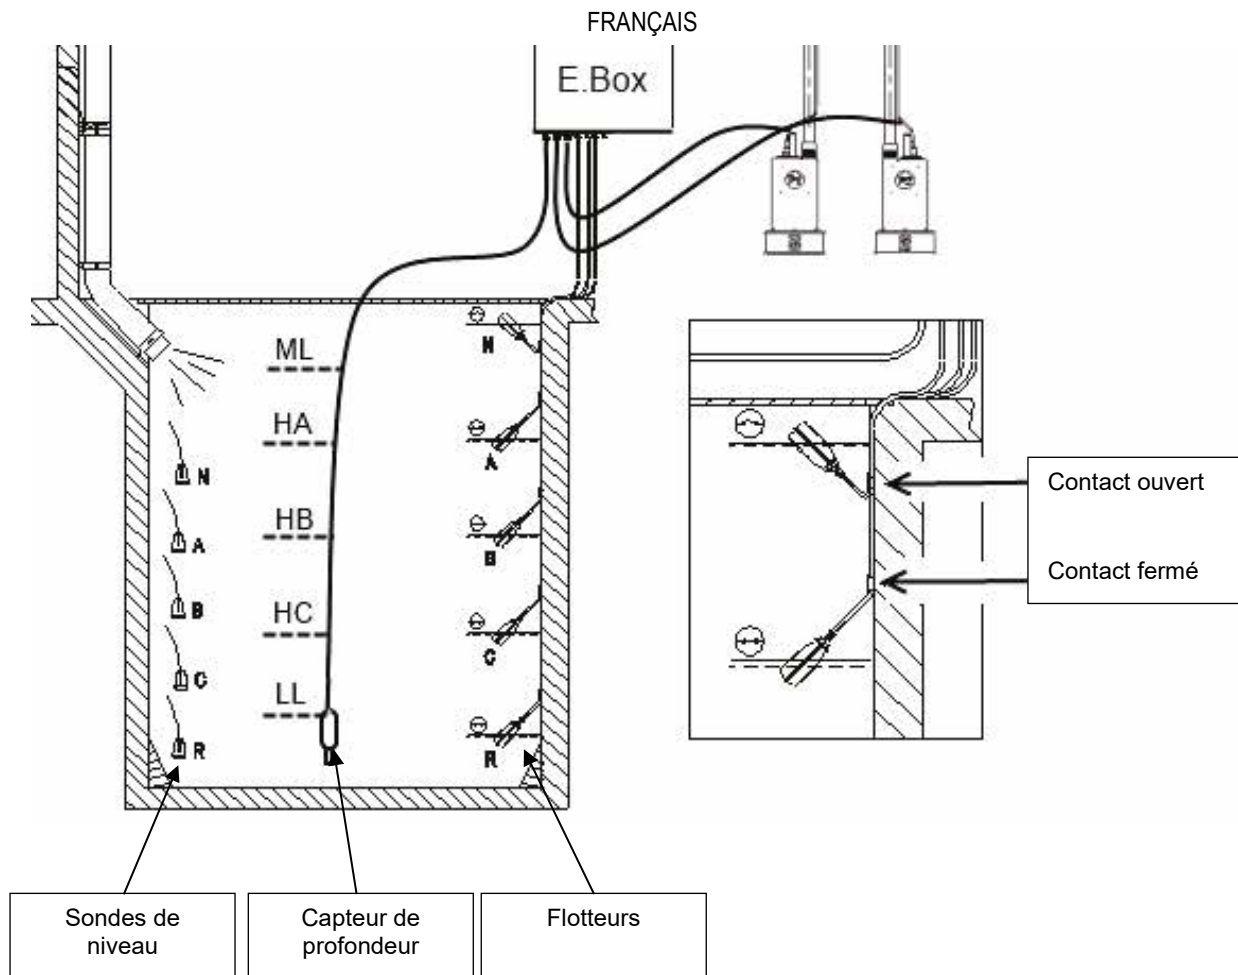 FRANÇAIS
E.Box
ML
HA
HB
HC
LL
N
A
B
C
R
N
A
B
C
R
Contact ouvert
Contact fermé
Sondes de
niveau
Capteur de
profondeur
Flotteurs